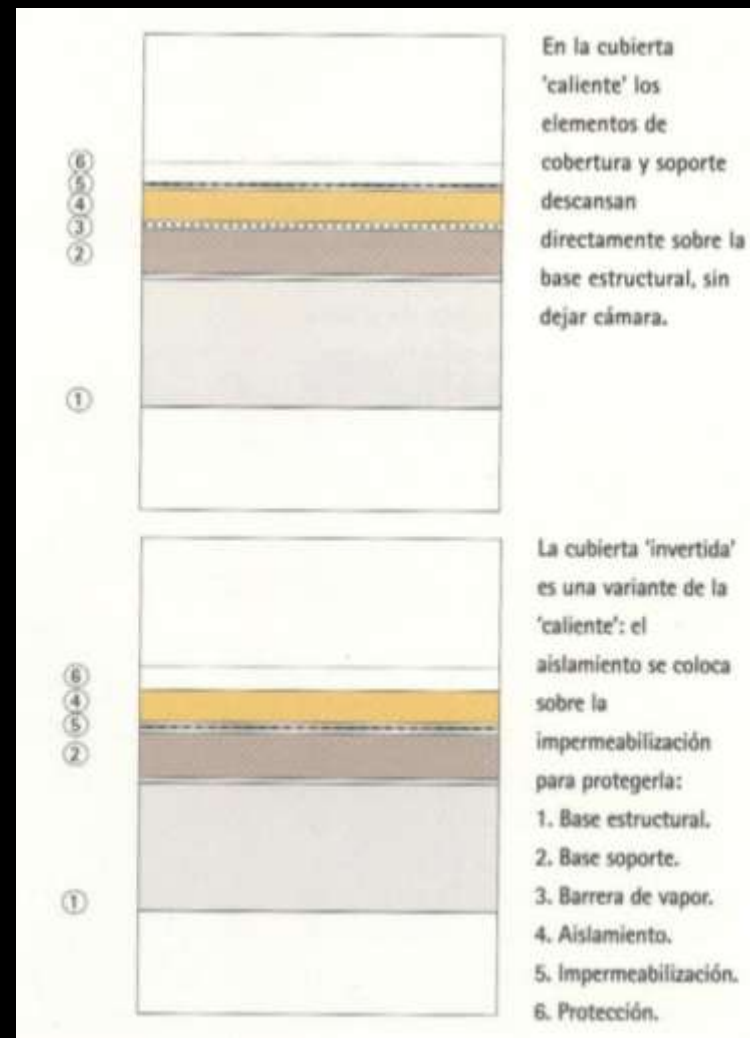 En la cubierta
'caliente' los
elementos de
cobertura y soporte
descansan
directamente sobre la
base estructural, sin
dejar cámara.
⑥
⑤
④
③
②
①
La cubierta 'invertida'
es una variante de la
'caliente': el
aislamiento se coloca
sobre la
impermeabilización
para protegerla:
1. Base estructural.
2. Base soporte.
3. Barrera de vapor.
4. Aislamiento.
5. Impermeabilización.
6. Protección.
⑥
④
⑤
②
①